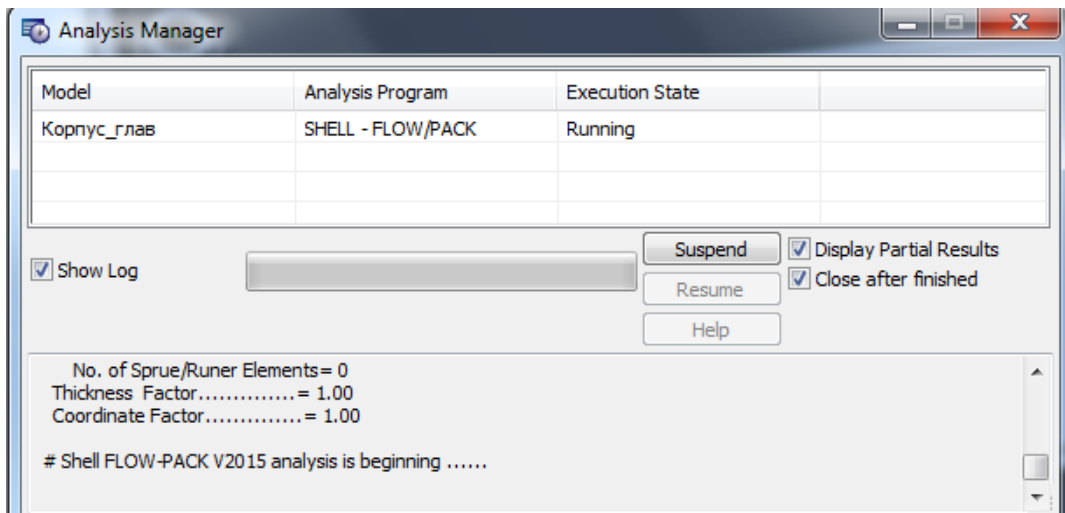 Analysis Manager
Model Analysis Program Execution State
Корпус_глав SHELL - FLOW/PACK Running
Suspend Display Partial Results
Show Log
Resume Close after finished
Help
No. of Sprue/Runer Elements= 0
Thickness Factor..............= 1.00
Coordinate Factor..............= 1.00
# Shell FLOW-PACK V2015 analysis is beginning ......